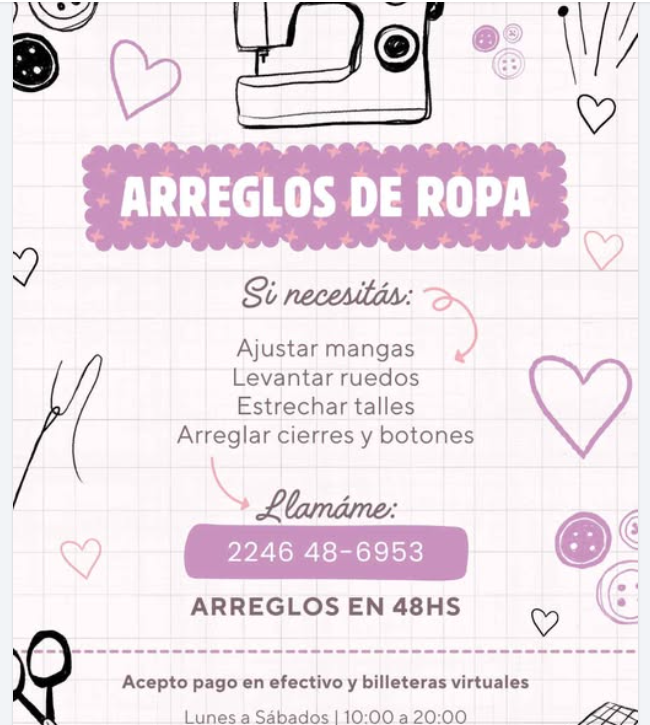 ARREGLOS DE ROPA
Si necesitás:
Ajustar mangas
Levantar ruedos
Estrechar talles
Arreglar cierres y botones
Llamáme:
2246 48-6953
ARREGLOS EN 48HS
Acepto pago en efectivo y billeteras virtuales
Lunes a Sábados | 10:00 a 20:00